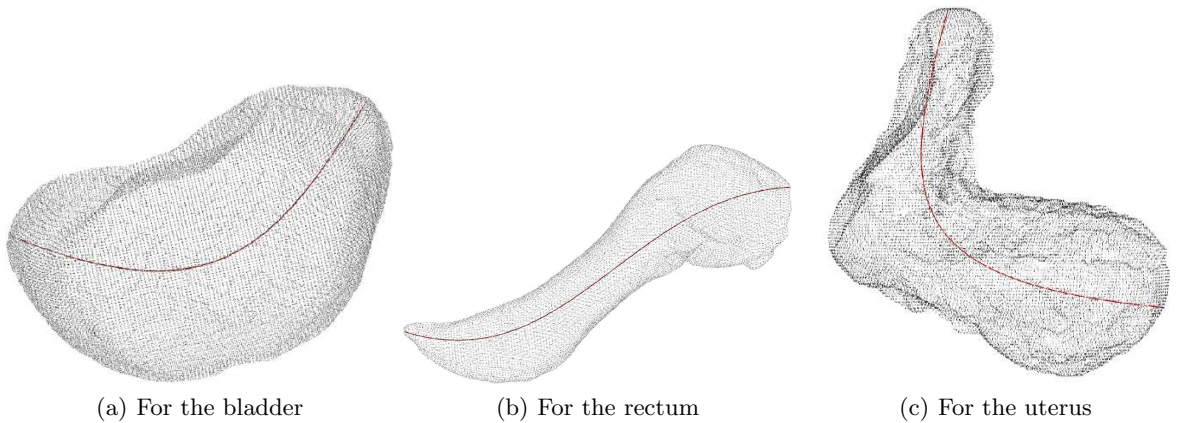 (a) For the bladder
(b) For the rectum
(c) For the uterus